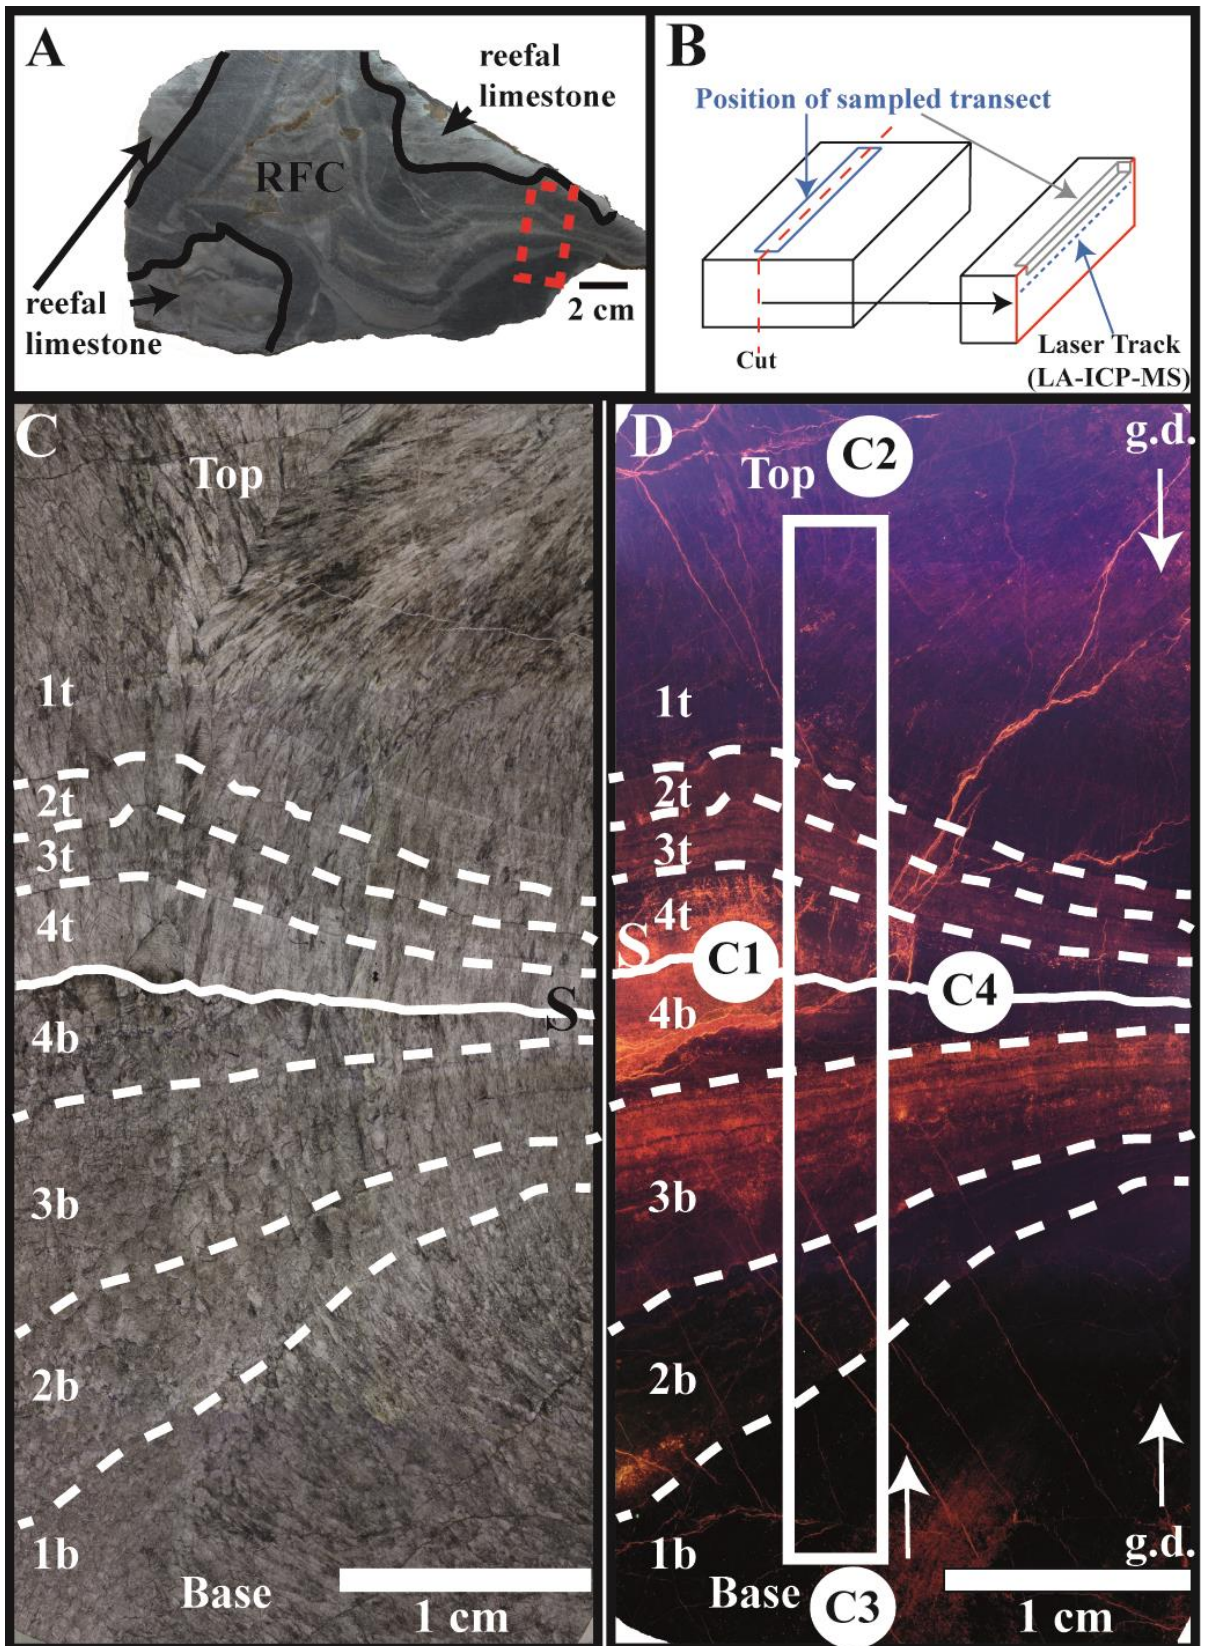 A
reefal
limestone
RFC
reefal
limestone
2 cm
B
Position of sampled transect
Cut
Laser Track
(LA-ICP-MS)
C
Top
1t
2t
3t
4t
S
4b
3b
2b
1b
Base
1 cm
D
Top
C2
g.d.
1t
2t
3t
4t
S
C1
C4
4b
3b
2b
1b
g.d.
Base
C3
1 cm